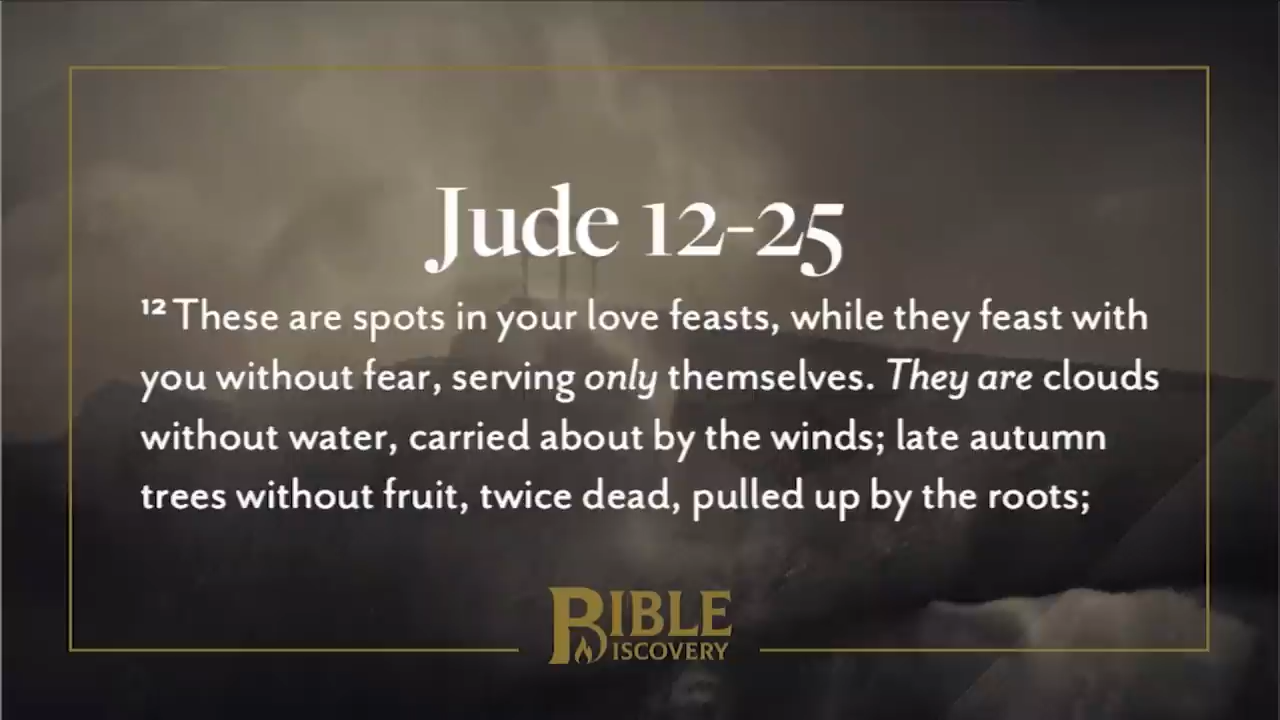 Jude 12-25
¹²These are spots in your love feasts, while they feast with
you without fear, serving only themselves. They are clouds
without water, carried about by the winds; late autumn
trees without fruit, twice dead, pulled up by the roots;
BIBLE
DISCOVERY